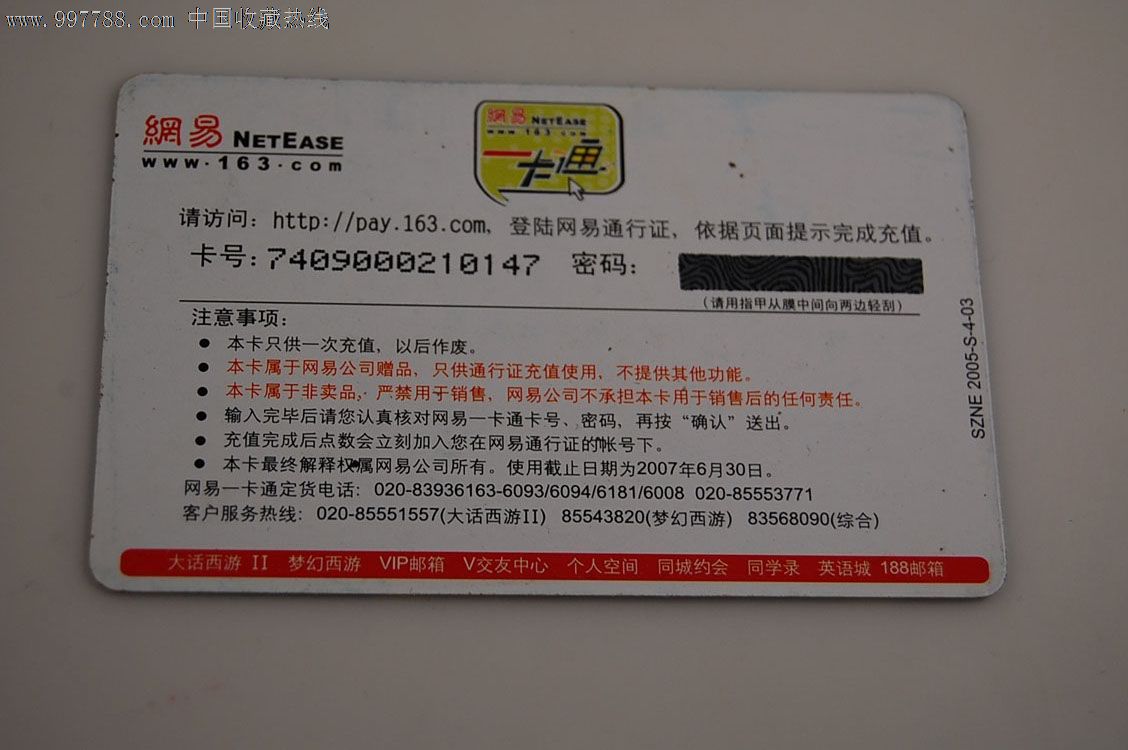 www.997788.com 中国收藏热线
網易 NETEASE
www.163.com
網易 NETEASE
www.163.com
一卡通
请访问：http://pay.163.com，登陆网易通行证，依据页面提示完成充值。
卡号：7409000210147 密码：
（请用指甲从膜中间向两边轻刮）
注意事项：
● 本卡只供一次充值，以后作废。
● 本卡属于网易公司赠品，只供通行证充值使用，不提供其他功能。
● 本卡属于非卖品，严禁用于销售，网易公司不承担本卡用于销售后的任何责任。
● 输入完毕后请您认真核对网易一卡通卡号、密码，再按“确认”送出。
● 充值完成后点数会立刻加入您在网易通行证的帐号下。
● 本卡最终解释权属网易公司所有。使用截止日期为2007年6月30日。
网易一卡通定货电话：020-83936163-6093/6094/6181/6008 020-85553771
客户服务热线：020-85551557(大话西游II) 85543820(梦幻西游) 83568090(综合)
SZNE 2005-S-4-03
大话西游 II 梦幻西游 VIP邮箱 V交友中心 个人空间 同城约会 同学录 英语城 188邮箱